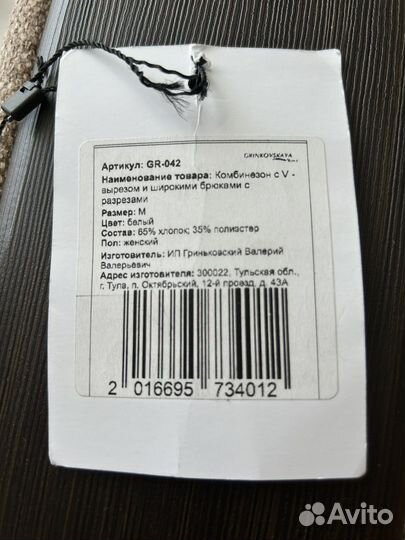 GRINKOVSKAYA
Артикул: GR-042
Наименование товара: Комбинезон с V -
вырезом и широкими брюками с
разрезами
Размер: M
Цвет: белый
Состав: 65% хлопок; 35% полиэстер
Пол: женский
Изготовитель: ИП Гриньковский Валерий
Валерьевич
Адрес изготовителя: 300022, Тульская обл.,
г. Тула, п. Октябрьский, 12-й проезд, д. 43А
2 016695 734012
Avito